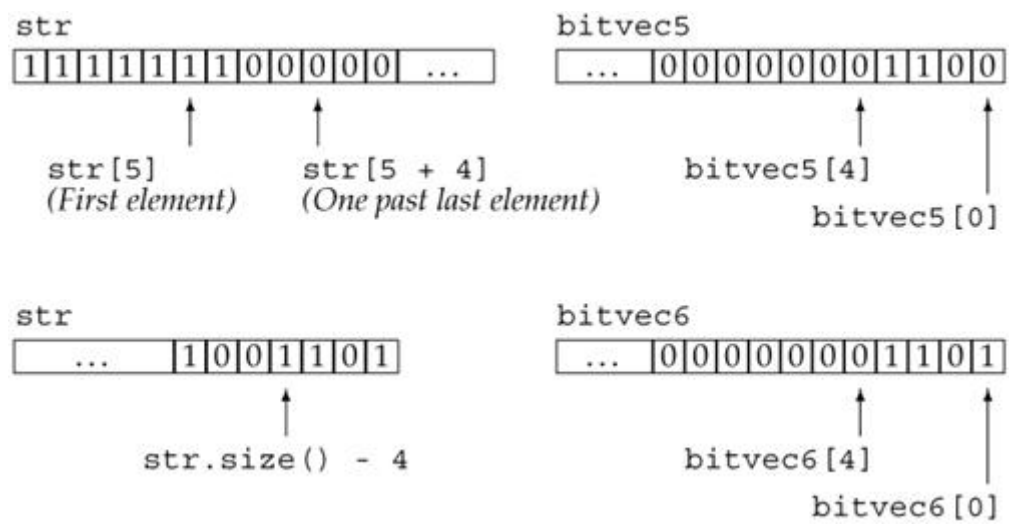 str bitvec5
1 1 1 1 1 1 1 0 0 0 0 0 ... ... 0 0 0 0 0 0 0 1 1 0 0
str[5] str[5 + 4] bitvec5[4]
(First element) (One past last element)
bitvec5[0]
str bitvec6
... 1 0 0 1 1 0 1 ... 0 0 0 0 0 0 0 1 1 0 1
str.size() - 4 bitvec6[4]
bitvec6[0]